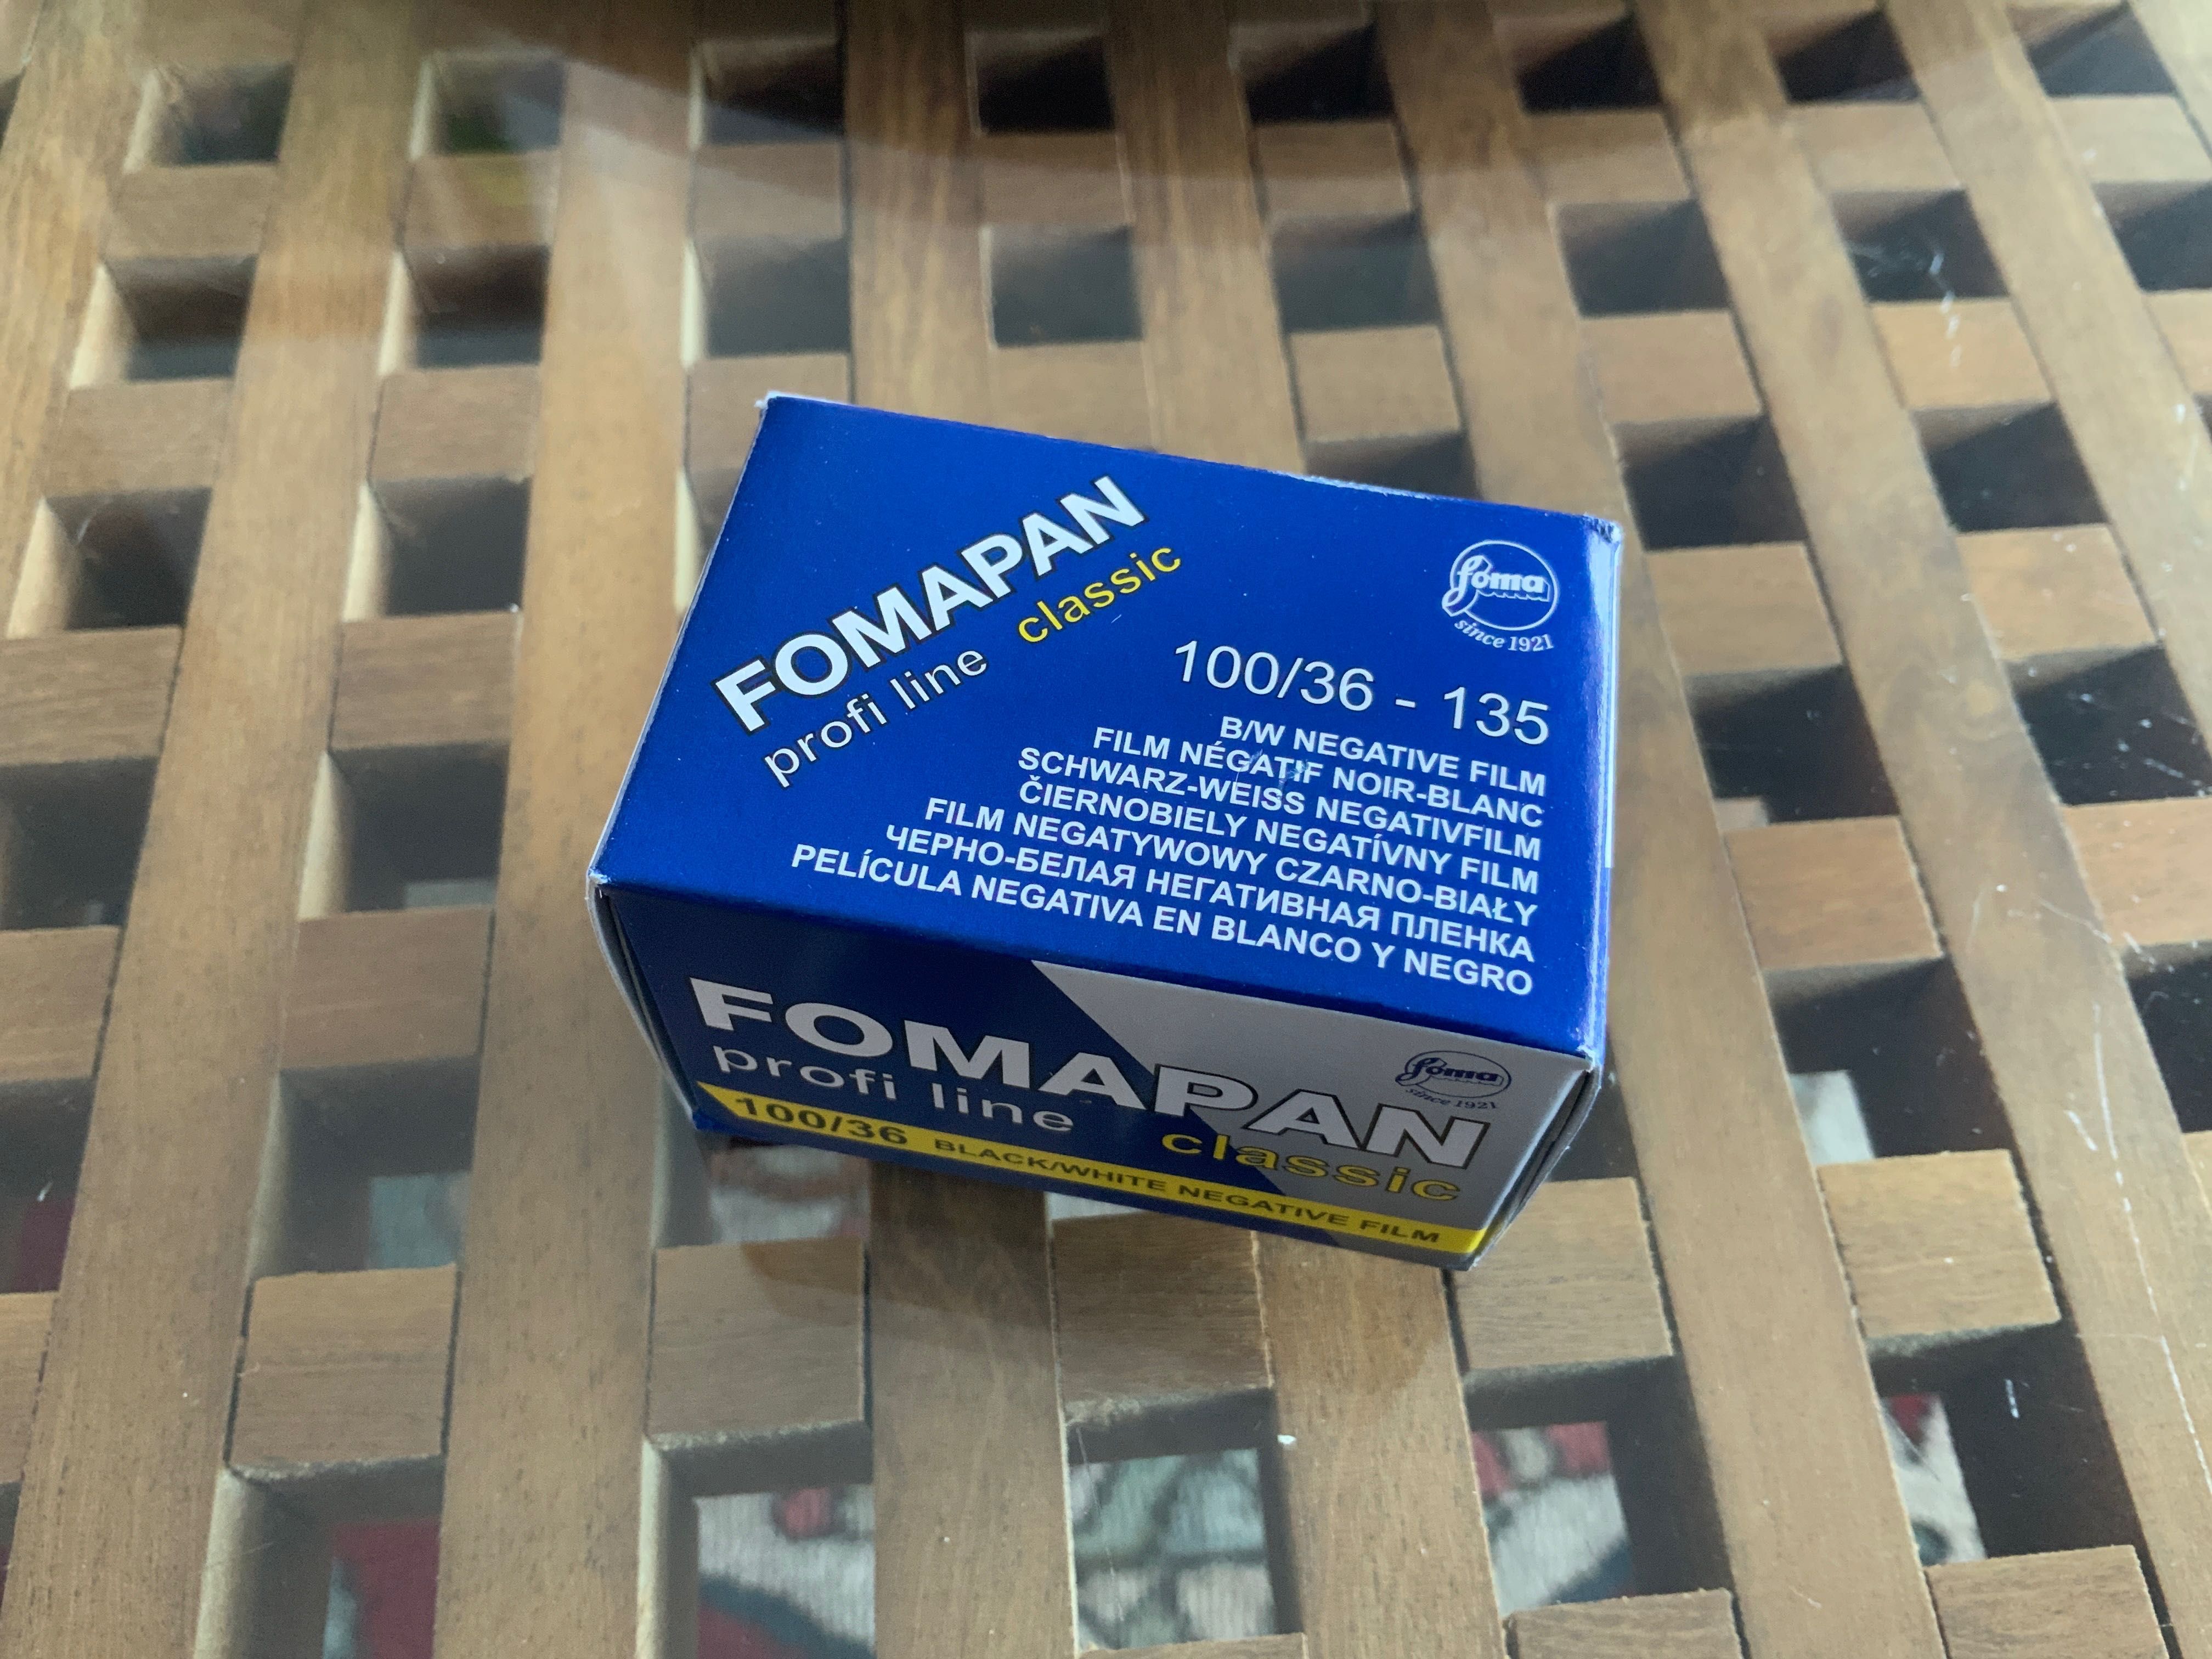 FOMAPAN
profi line classic
foma
since 1921
100/36 - 135
B/W NEGATIVE FILM
FILM NÉGATIF NOIR-BLANC
SCHWARZ-WEISS NEGATIVFILM
ČIERNOBIELY NEGATÍVNY FILM
FILM NEGATYWOWY CZARNO-BIAŁY
ЧЕРНО-БЕЛАЯ НЕГАТИВНАЯ ПЛЕНКА
PELÍCULA NEGATIVA EN BLANCO Y NEGRO
foma
since 1921
FOMAPAN
profi line classic
100/36 BLACK/WHITE NEGATIVE FILM